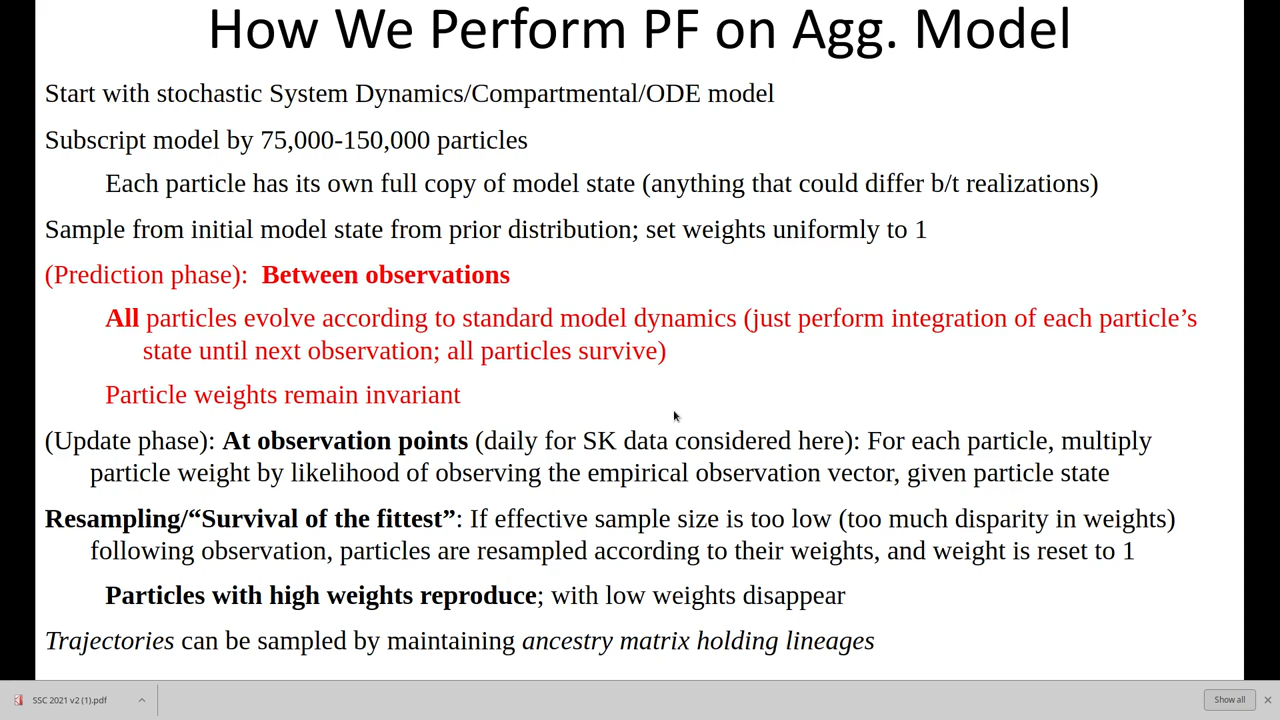 How We Perform PF on Agg. Model
Start with stochastic System Dynamics/Compartmental/ODE model
Subscript model by 75,000-150,000 particles
Each particle has its own full copy of model state (anything that could differ b/t realizations)
Sample from initial model state from prior distribution; set weights uniformly to 1
(Prediction phase): Between observations
All particles evolve according to standard model dynamics (just perform integration of each particle’s
state until next observation; all particles survive)
Particle weights remain invariant
(Update phase): At observation points (daily for SK data considered here): For each particle, multiply
particle weight by likelihood of observing the empirical observation vector, given particle state
Resampling/“Survival of the fittest”: If effective sample size is too low (too much disparity in weights)
following observation, particles are resampled according to their weights, and weight is reset to 1
Particles with high weights reproduce; with low weights disappear
Trajectories can be sampled by maintaining ancestry matrix holding lineages
SSC 2021 v2 (1).pdf
Show all